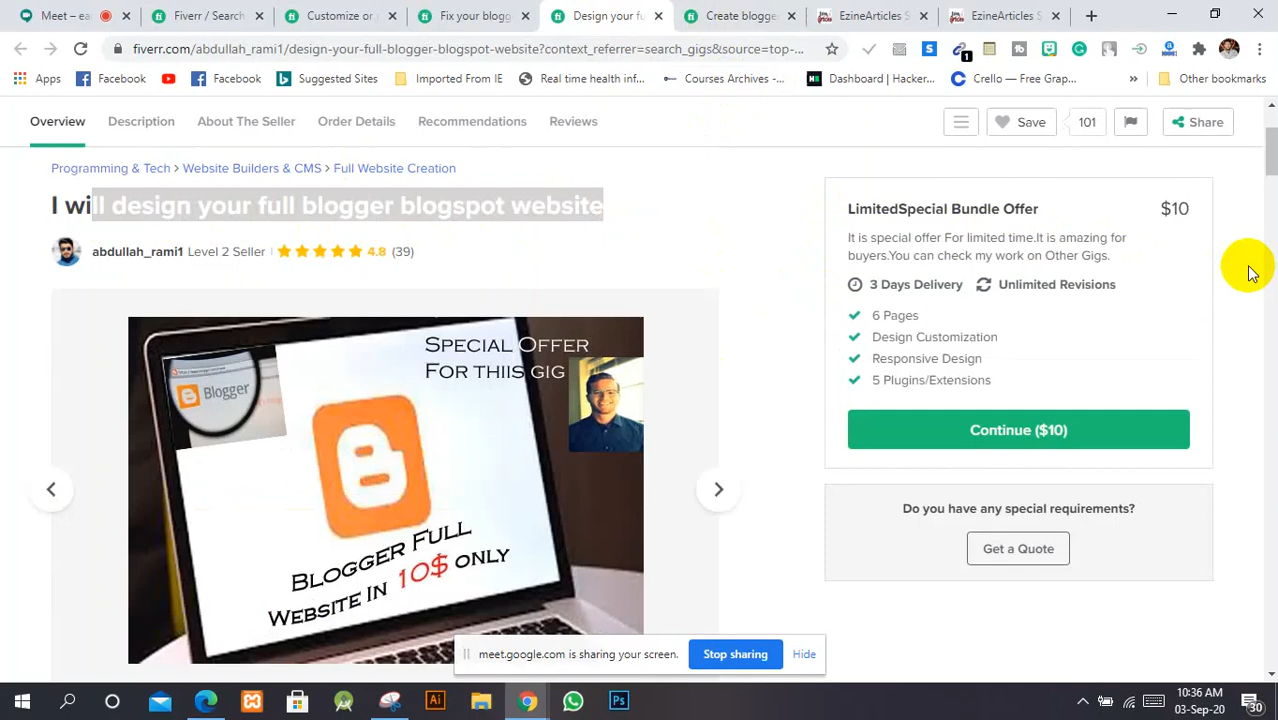 Meet –
Fiverr / Search
Customize or
Fix your blogg
Design your fu
Create blogge
EzineArticles S
EzineArticles S
fiverr.com/abdullah_rami1/design-your-full-blogger-blogspot-website?context_referrer=search_gigs&source=top-...
1
Apps
Facebook
Facebook
Suggested Sites
Imported From IE
Real time health inf...
Courses Archives -...
Dashboard | Hacker...
Crello — Free Grap...
»
Other bookmarks
Overview
Description
About The Seller
Order Details
Recommendations
Reviews
Save
101
Share
Programming & Tech > Website Builders & CMS > Full Website Creation
I will design your full blogger blogspot website
abdullah_rami1 Level 2 Seller
4.8 (39)
LimitedSpecial Bundle Offer
$10
It is special offer For limited time.It is amazing for
buyers.You can check my work on Other Gigs.
3 Days Delivery
Unlimited Revisions
6 Pages
Design Customization
Responsive Design
5 Plugins/Extensions
Continue ($10)
Do you have any special requirements?
Get a Quote
Special Offer
For thiis gig
Blogger
Blogger Full
Website in 10$ only
meet.google.com is sharing your screen.
Stop sharing
Hide
Ai
Ps
10:36 AM
03-Sep-20
30